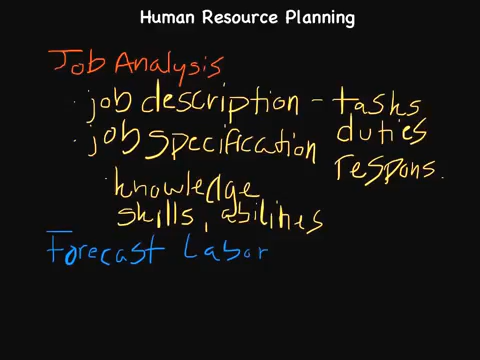 Human Resource Planning
Job Analysis
· job description - tasks
duties
· job specification
respons.
· knowledge
skills, abilities
Forecast Labor